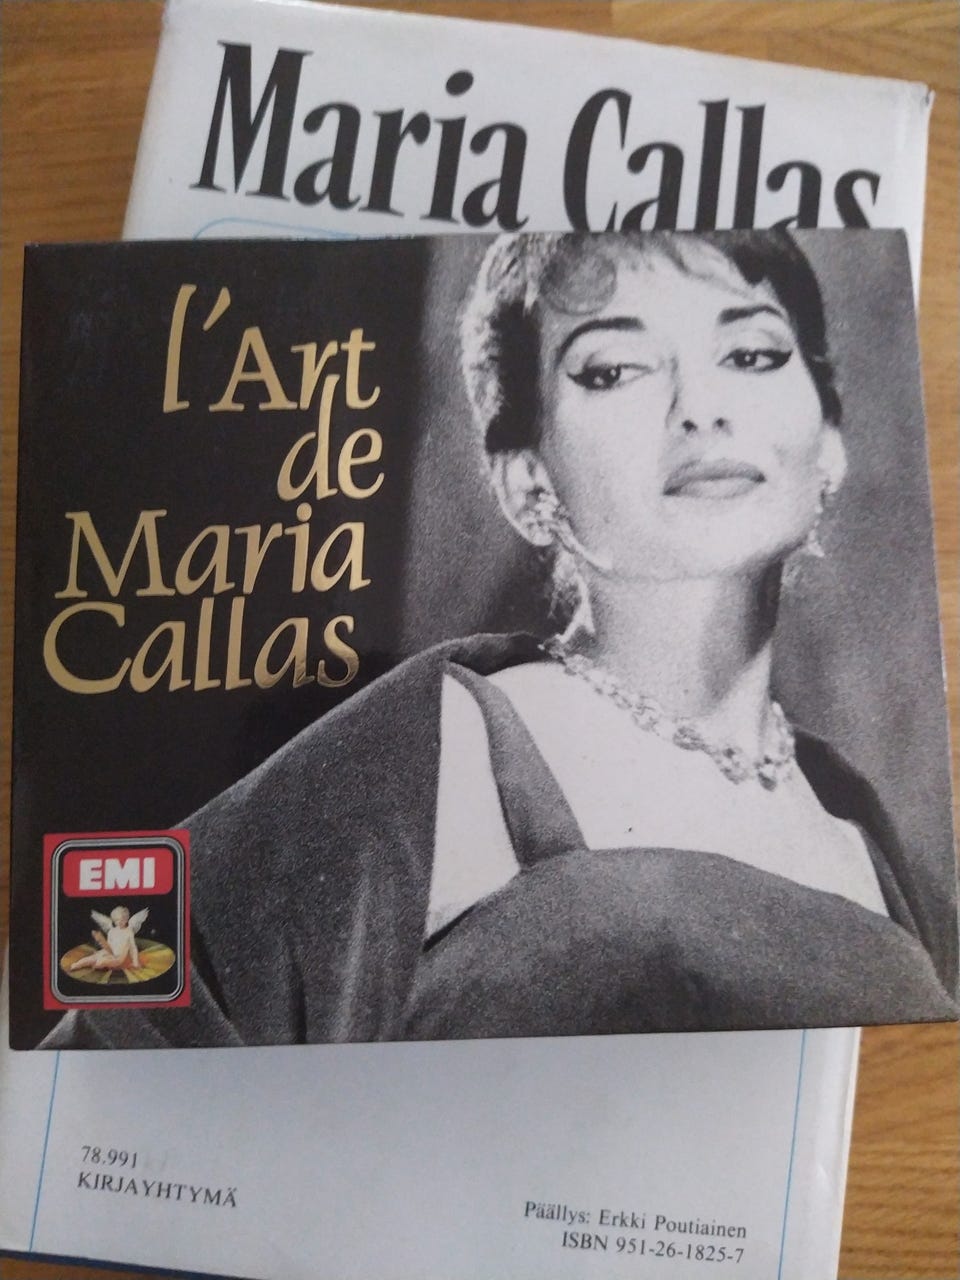 Maria Callas
l'Art
de
Maria
Callas
EMI
78.991
KIRJAYHTYMÄ
Päällys: Erkki Poutiainen
ISBN 951-26-1825-7